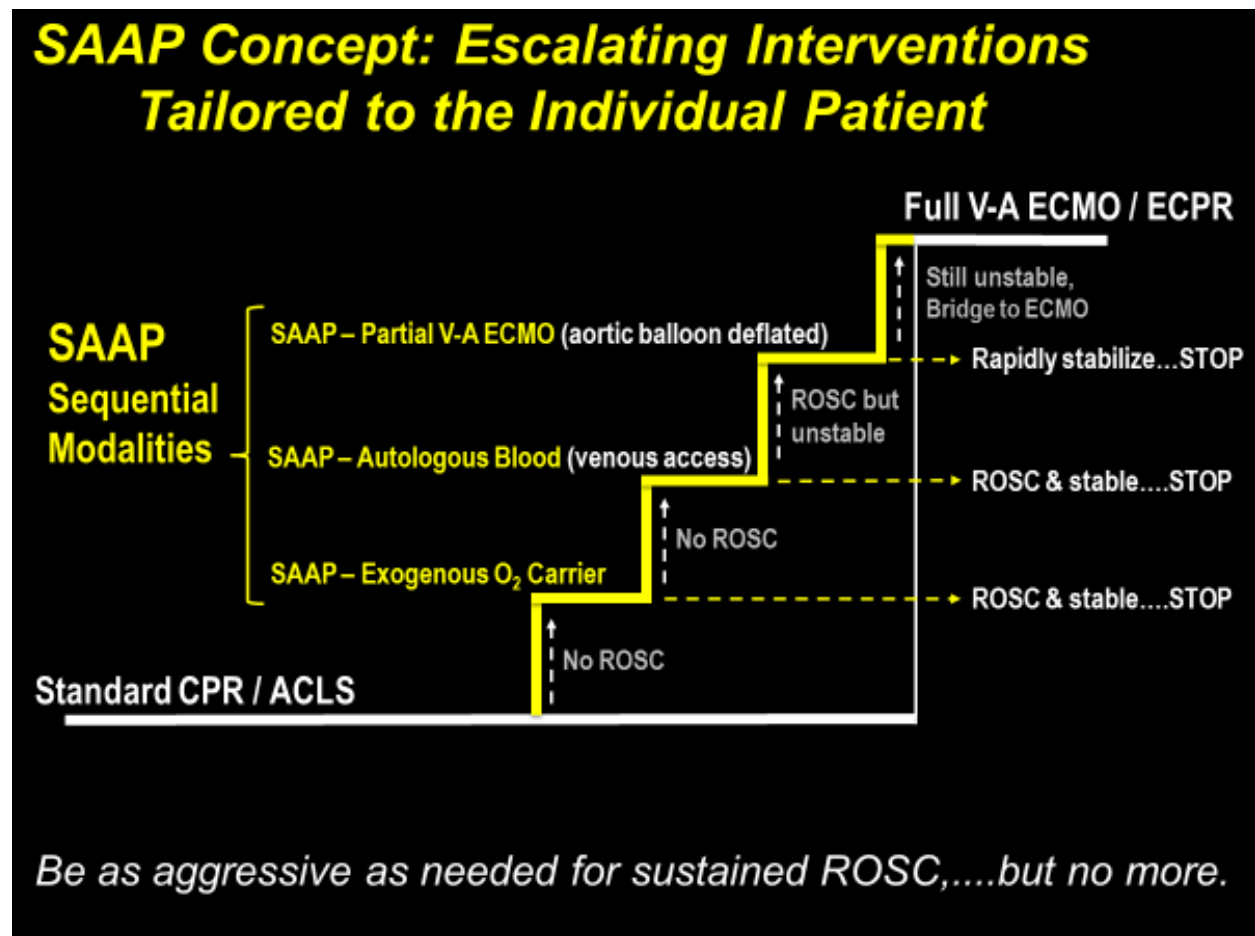 SAAP Concept: Escalating Interventions
Tailored to the Individual Patient
Full V-A ECMO / ECPR
Still unstable,
Bridge to ECMO
SAAP
Sequential
Modalities
SAAP – Partial V-A ECMO (aortic balloon deflated)
Rapidly stabilize...STOP
ROSC but
unstable
SAAP – Autologous Blood (venous access)
ROSC & stable....STOP
No ROSC
SAAP – Exogenous O₂ Carrier
ROSC & stable....STOP
No ROSC
Standard CPR / ACLS
Be as aggressive as needed for sustained ROSC,....but no more.